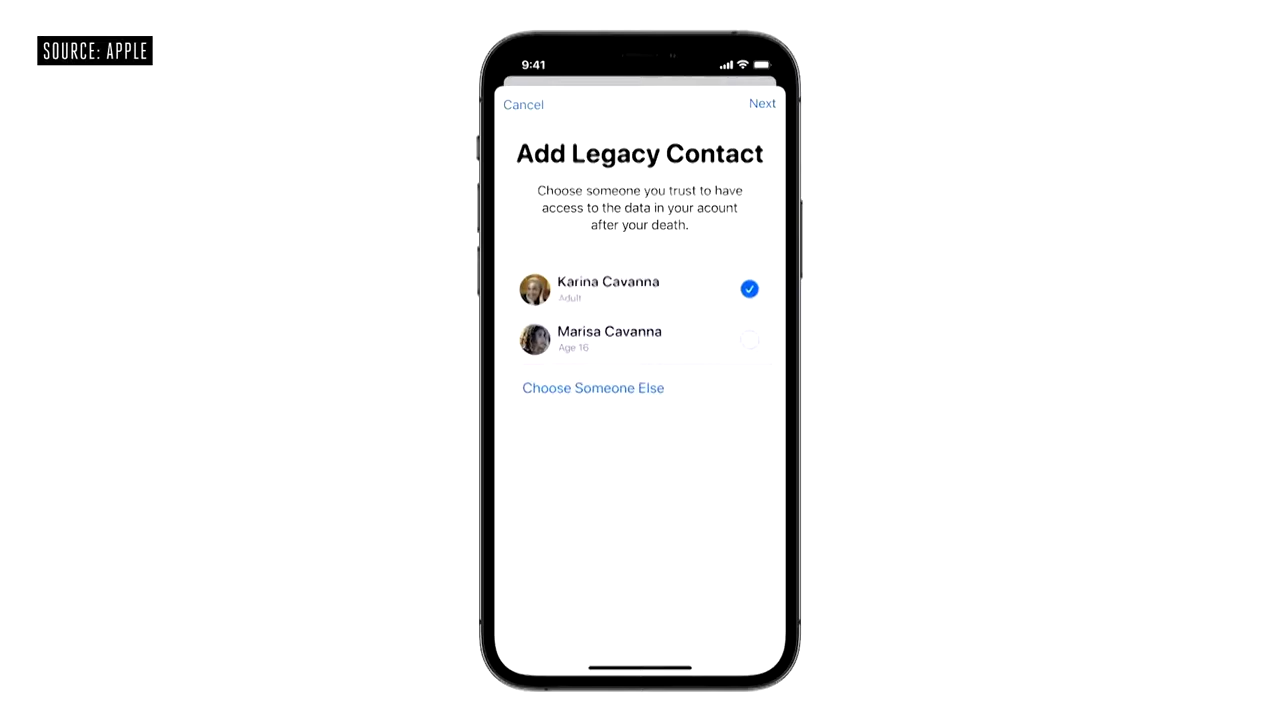 SOURCE: APPLE
9:41
Cancel
Next
Add Legacy Contact
Choose someone you trust to have
access to the data in your acount
after your death.
Karina Cavanna
Adult
Marisa Cavanna
Age 16
Choose Someone Else